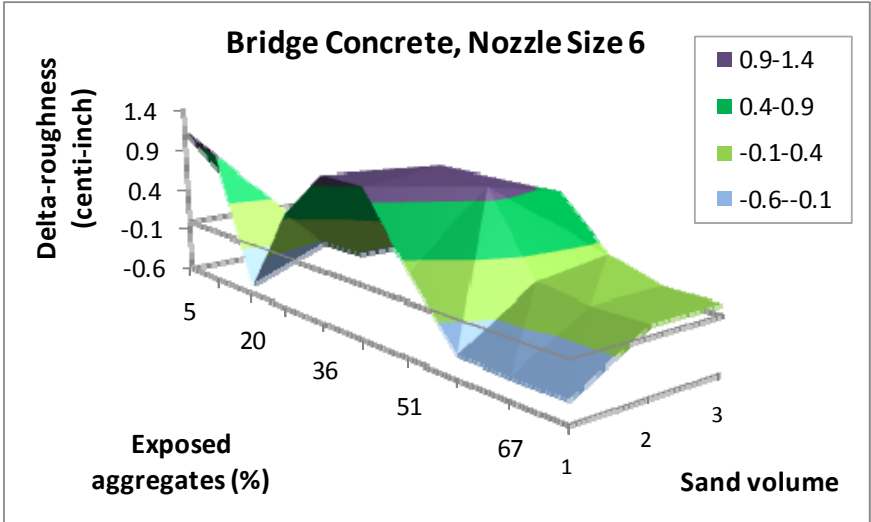 Bridge Concrete, Nozzle Size 6
Delta-roughness
(centi-inch)
1.4
0.9
0.4
-0.1
-0.6
0.9-1.4
0.4-0.9
-0.1-0.4
-0.6--0.1
5
20
36
51
67
1
2
3
Exposed
aggregates (%)
Sand volume